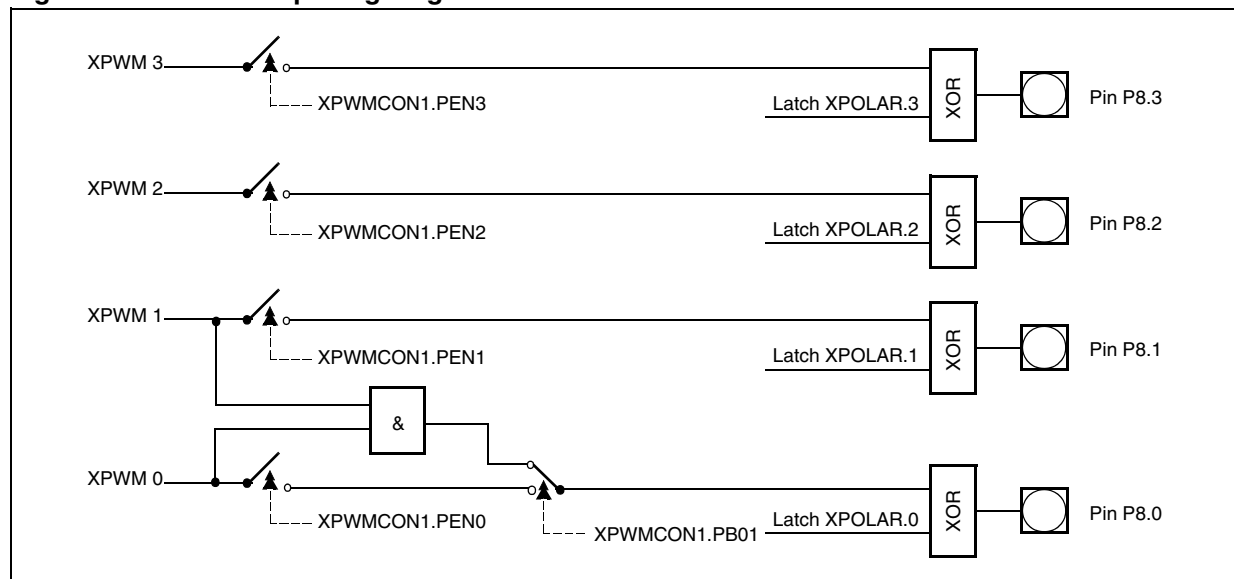 XPWM 3
XPWMCON1.PEN3
Latch XPOLAR.3
XOR
Pin P8.3
XPWM 2
XPWMCON1.PEN2
Latch XPOLAR.2
XOR
Pin P8.2
XPWM 1
XPWMCON1.PEN1
Latch XPOLAR.1
XOR
Pin P8.1
&
XPWM 0
XPWMCON1.PEN0
XPWMCON1.PB01
Latch XPOLAR.0
XOR
Pin P8.0